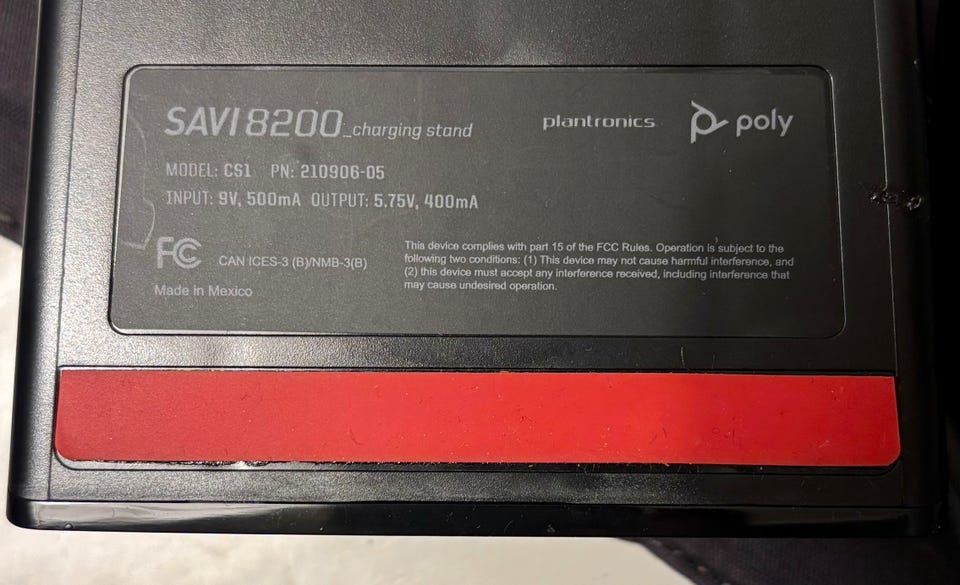 SAVI 8200_charging stand
plantronics poly
MODEL: CS1 PN: 210906-05
INPUT: 9V, 500mA OUTPUT: 5.75V, 400mA
FC CAN ICES-3 (B)/NMB-3(B)
Made in Mexico
This device complies with part 15 of the FCC Rules. Operation is subject to the
following two conditions: (1) This device may not cause harmful interference, and
(2) this device must accept any interference received, including interference that
may cause undesired operation.